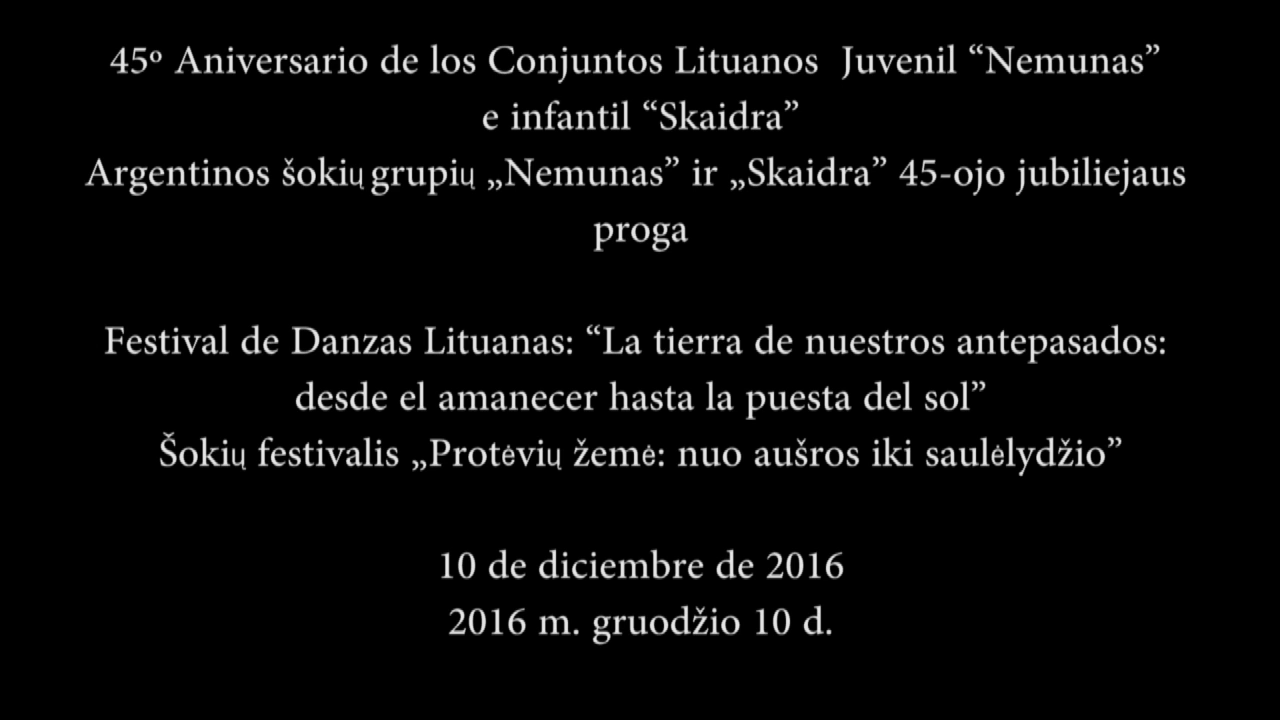 45º Aniversario de los Conjuntos Lituanos Juvenil “Nemunas”
e infantil “Skaidra”
Argentinos šokių grupių „Nemunas” ir „Skaidra” 45-ojo jubiliejaus
proga
Festival de Danzas Lituanas: “La tierra de nuestros antepasados:
desde el amanecer hasta la puesta del sol”
Šokių festivalis „Protėvių žemė: nuo aušros iki saulėlydžio”
10 de diciembre de 2016
2016 m. gruodžio 10 d.